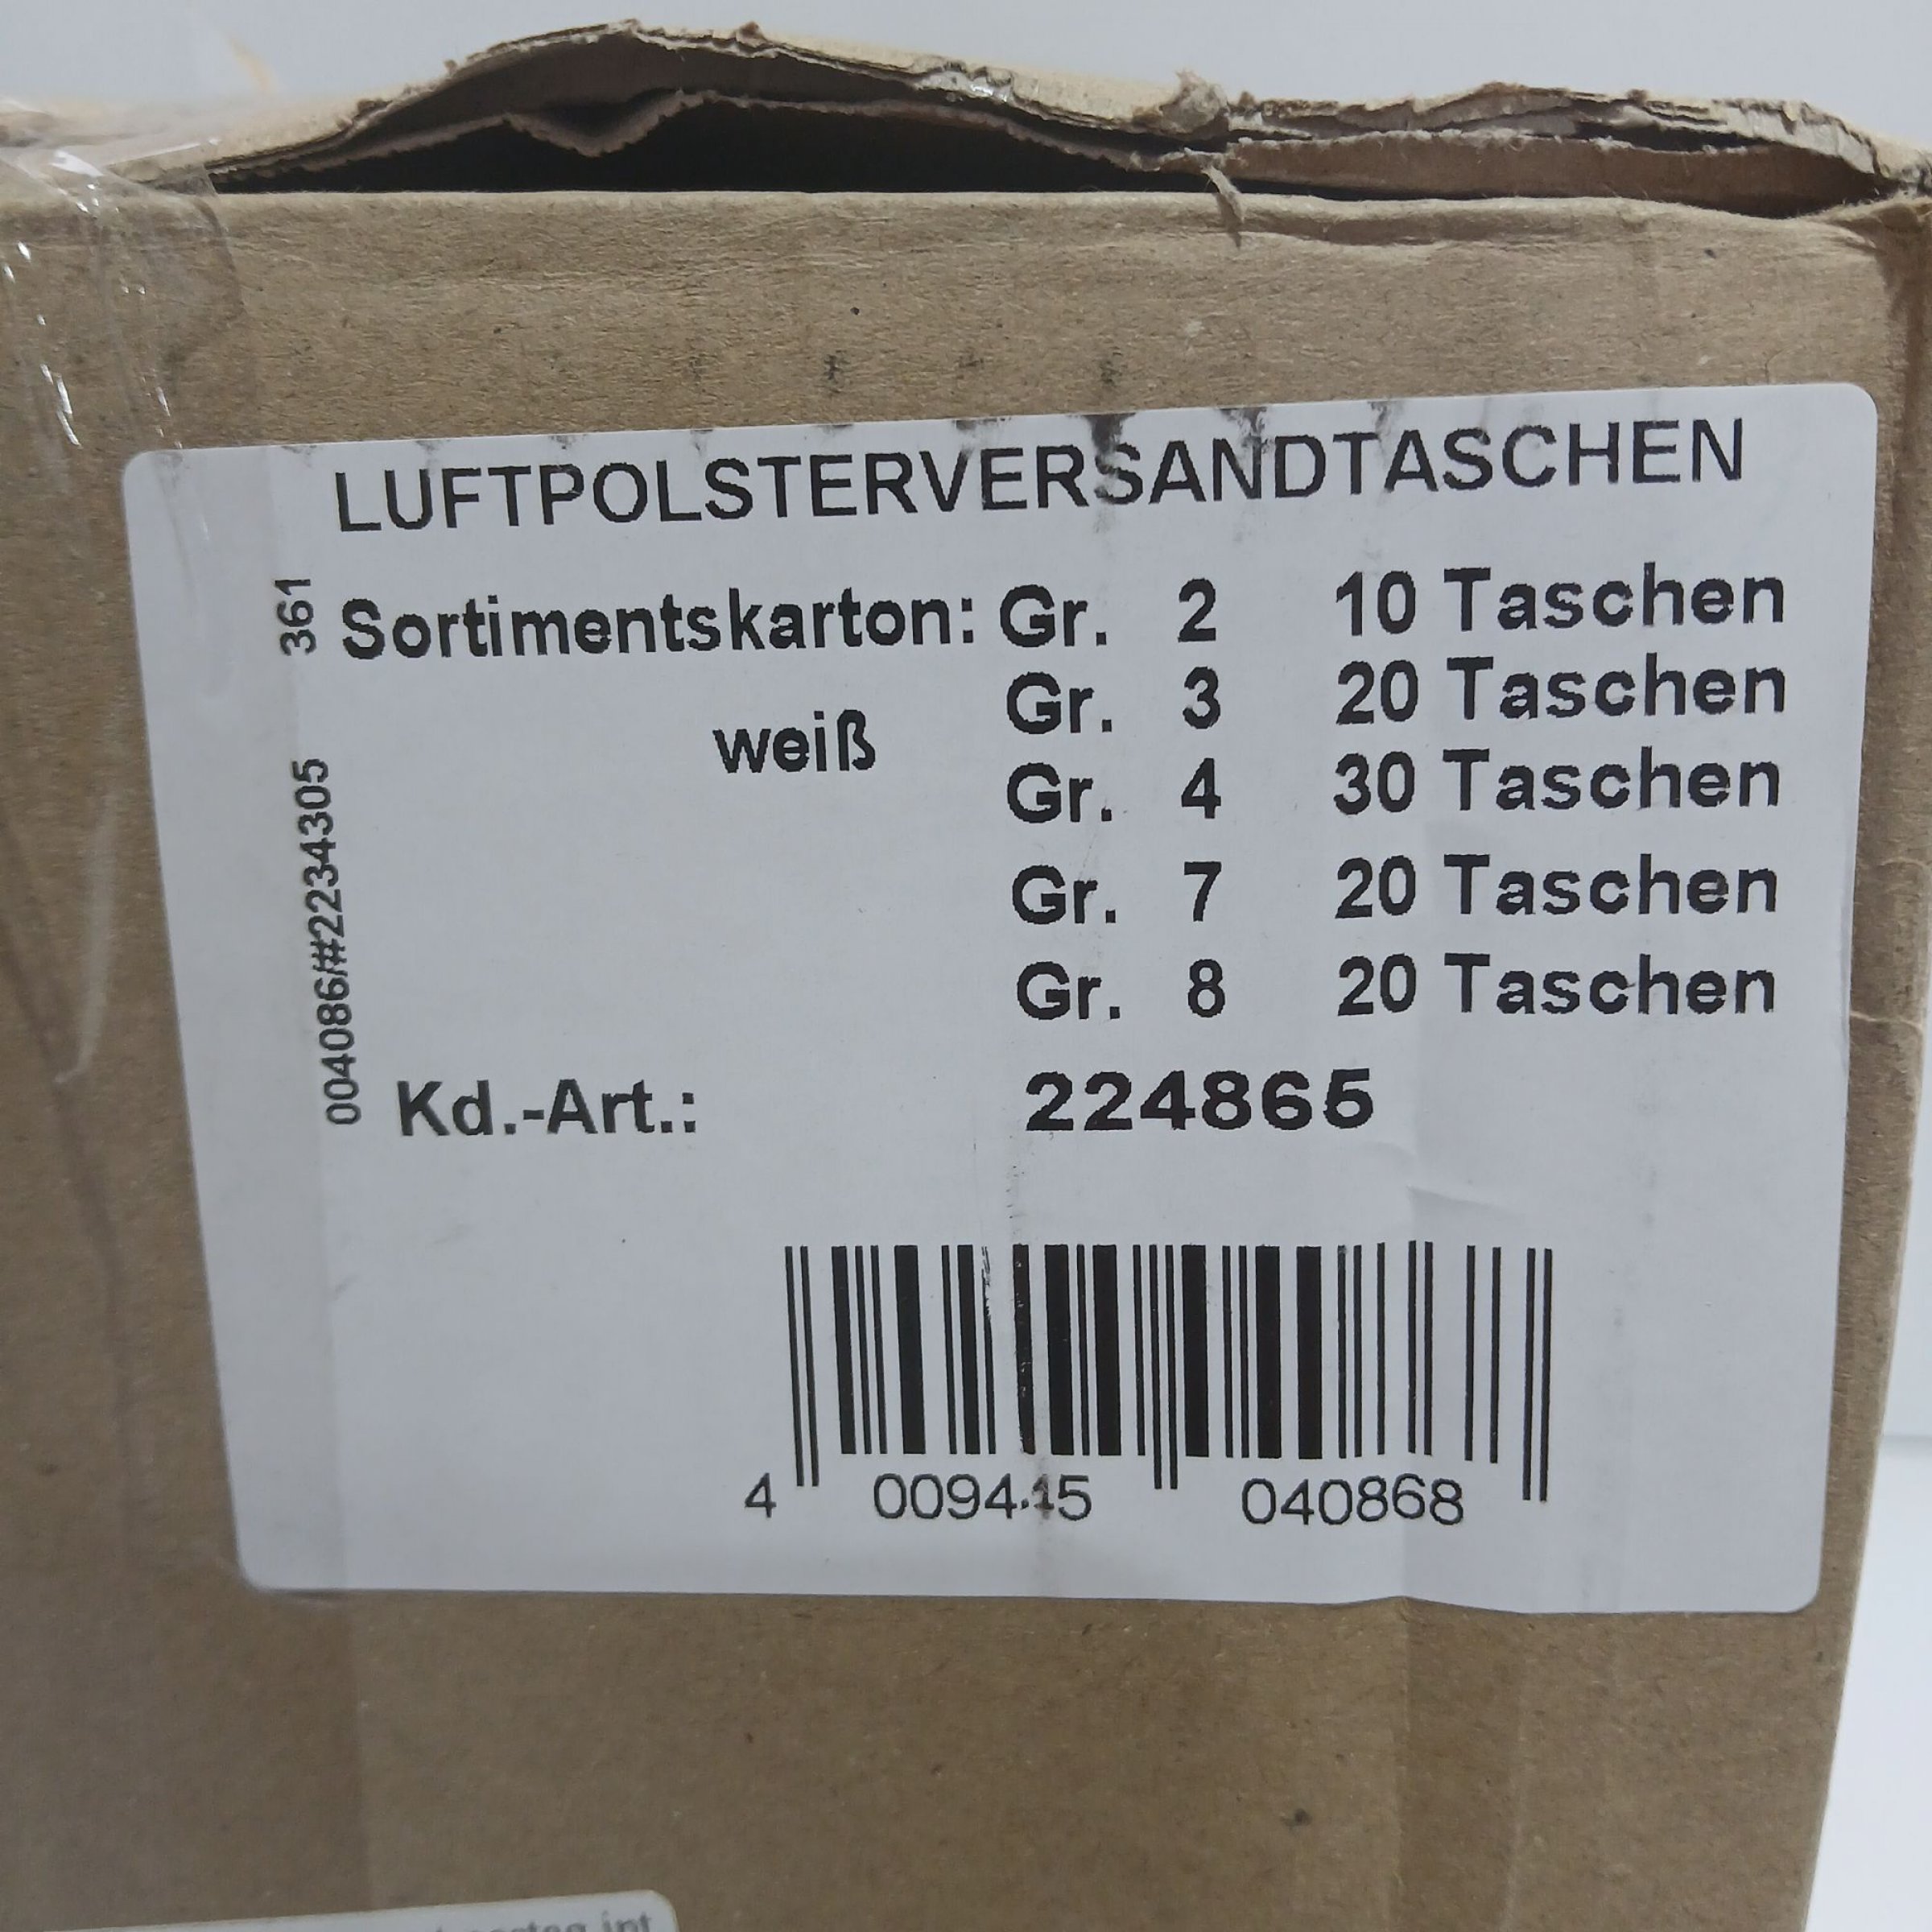 LUFTPOLSTERVERSANDTASCHEN
Sortimentskarton: Gr. 2 10 Taschen
Gr. 3 20 Taschen
weiß
Gr. 4 30 Taschen
Gr. 7 20 Taschen
Gr. 8 20 Taschen
Kd.-Art.: 224865
004086/#2234305 361
4 009445 040868